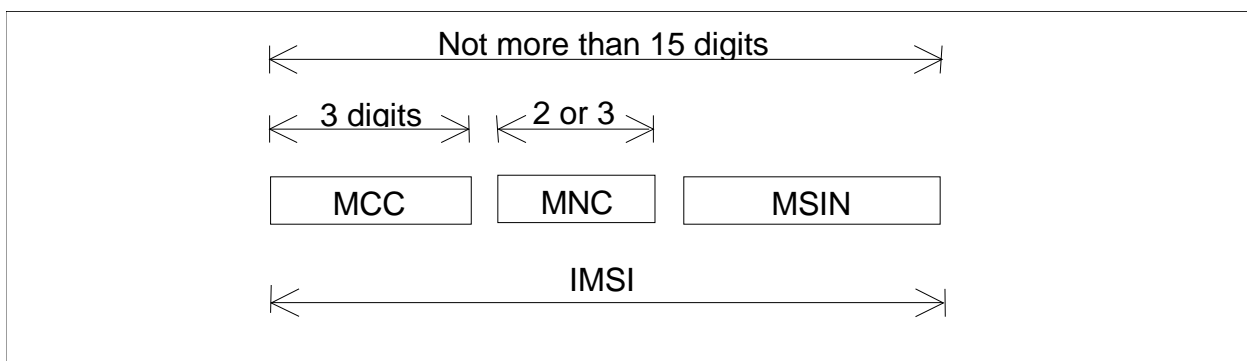 Not more than 15 digits
3 digits
2 or 3
MCC
MNC
MSIN
IMSI